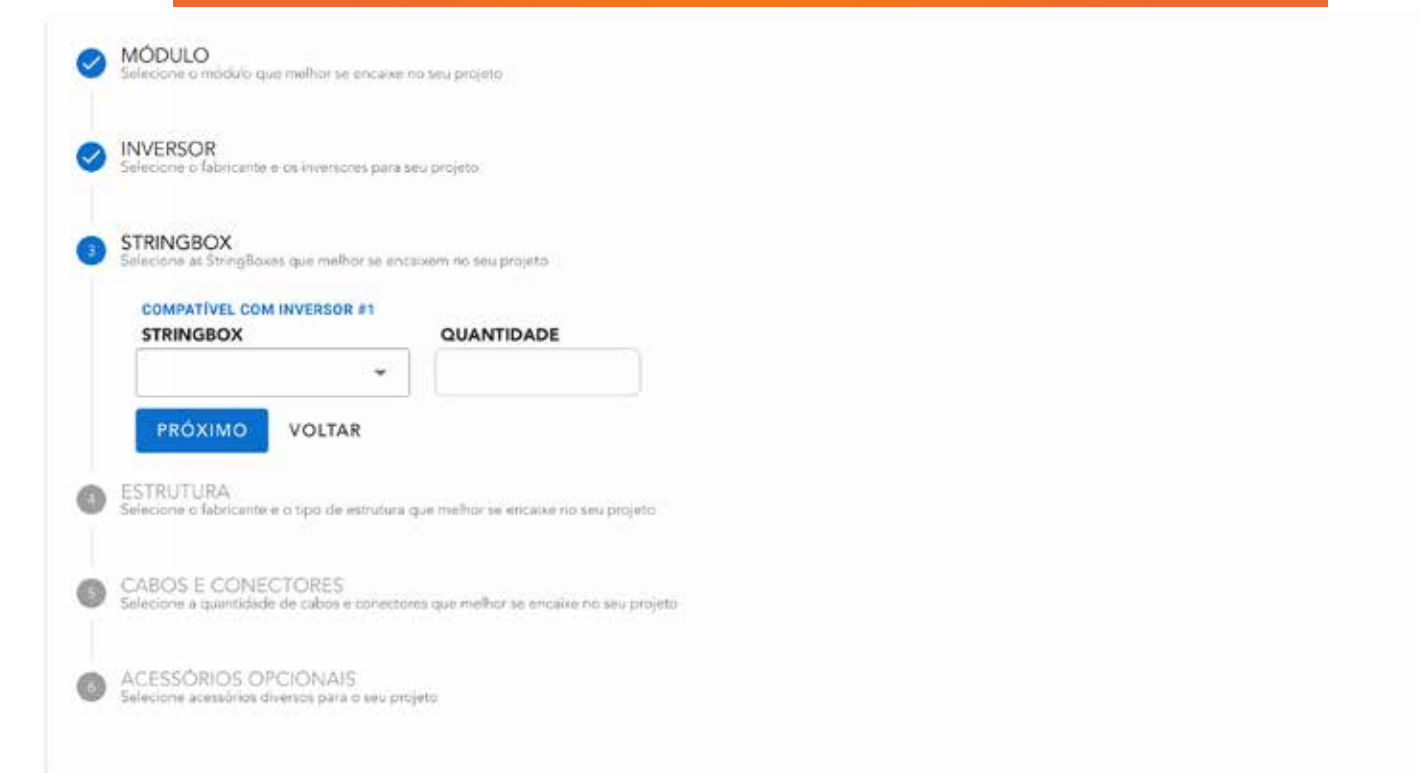 MÓDULO
Selecione o módulo que melhor se encaixe no seu projeto
INVERSOR
Selecione o fabricante e os inversores para seu projeto
3
STRINGBOX
Selecione as StringBoxes que melhor se encaixem no seu projeto
COMPATÍVEL COM INVERSOR #1
STRINGBOX QUANTIDADE
PRÓXIMO VOLTAR
4
ESTRUTURA
Selecione o fabricante e o tipo de estrutura que melhor se encaixe no seu projeto
5
CABOS E CONECTORES
Selecione a quantidade de cabos e conectores que melhor se encaixe no seu projeto
6
ACESSÓRIOS OPCIONAIS
Selecione acessórios diversos para o seu projeto